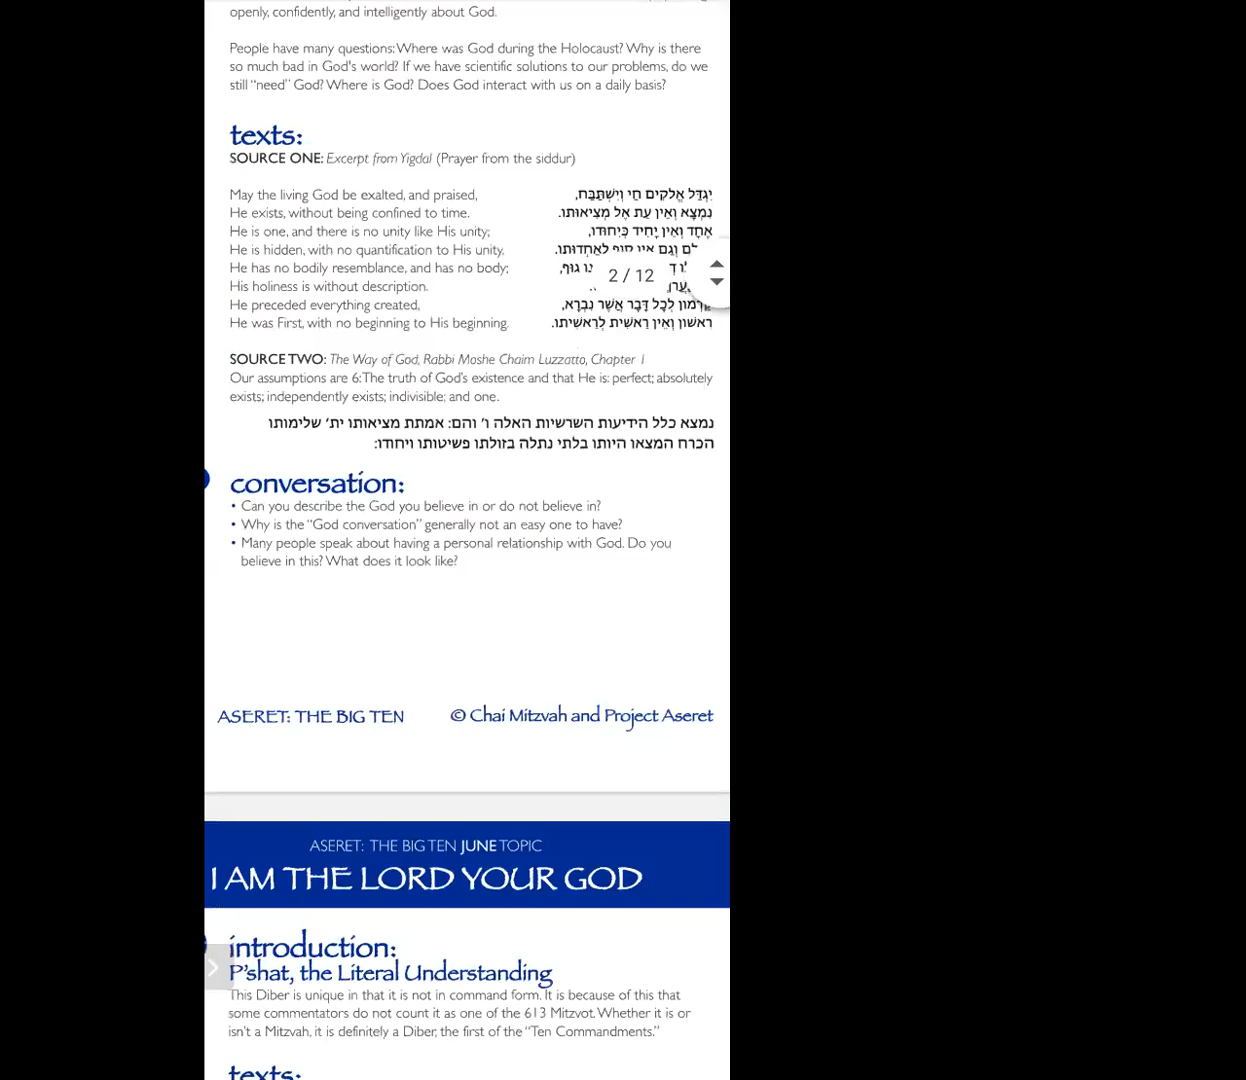 openly, confidently, and intelligently about God.
People have many questions: Where was God during the Holocaust? Why is there
so much bad in God's world? If we have scientific solutions to our problems, do we
still “need” God? Where is God? Does God interact with us on a daily basis?
texts:
SOURCE ONE: Excerpt from Yigdal (Prayer from the siddur)
May the living God be exalted, and praised,
He exists, without being confined to time.
He is one, and there is no unity like His unity;
He is hidden, with no quantification to His unity.
He has no bodily resemblance, and has no body;
His holiness is without description.
He preceded everything created,
He was First, with no beginning to His beginning.
יִגְדַּל אֱלֹקִים חַי וְיִשְׁתַּבַּח,
נִמְצָא וְאֵין עֵת אֶל מְצִיאוּתוֹ.
אֶחָד וְאֵין יָחִיד כְּיִחוּדוֹ,
וְגַם אֵין סוֹף לְאַחְדוּתוֹ.
גוּף,
2 / 12
קַדְמוֹן לְכָל דָּבָר אֲשֶׁר נִבְרָא,
רִאשׁוֹן וְאֵין רֵאשִׁית לְרֵאשִׁיתוֹ.
SOURCE TWO: The Way of God, Rabbi Moshe Chaim Luzzatto, Chapter 1
Our assumptions are 6: The truth of God's existence and that He is: perfect; absolutely
exists; independently exists; indivisible; and one.
נמצא כלל הידיעות השרשיות האלה ו׳ והם: אמתת מציאותו ית׳ שלימותו
הכרח המצאו היותו בלתי נתלה בזולתו פשיטותו ויחודו:
conversation:
• Can you describe the God you believe in or do not believe in?
• Why is the “God conversation” generally not an easy one to have?
• Many people speak about having a personal relationship with God. Do you
believe in this? What does it look like?
ASERET: THE BIG TEN
© Chai Mitzvah and Project Aseret
ASERET: THE BIG TEN JUNE TOPIC
I AM THE LORD YOUR GOD
introduction:
P'shat, the Literal Understanding
This Diber is unique in that it is not in command form. It is because of this that
some commentators do not count it as one of the 613 Mitzvot. Whether it is or
isn't a Mitzvah, it is definitely a Diber, the first of the “Ten Commandments.”
texts: